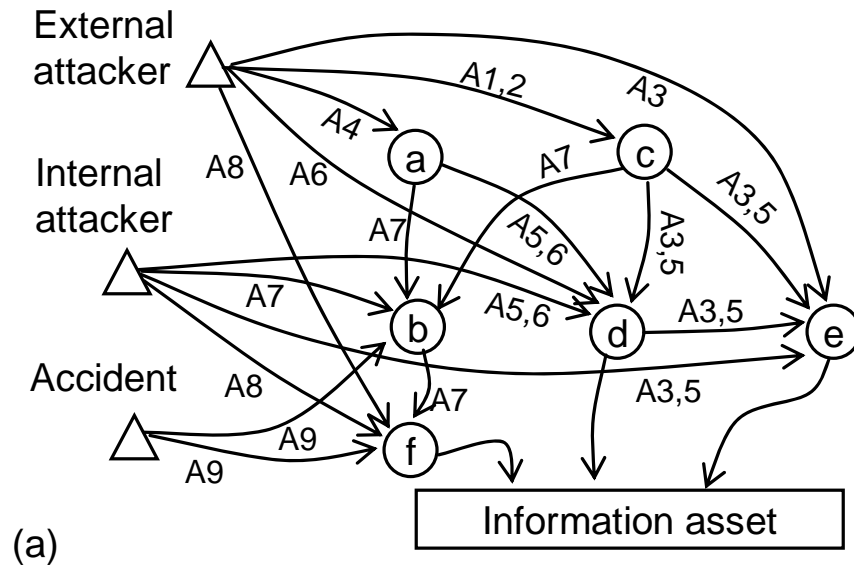 External
attacker
A1,2
A3
A4
a
c
A8
A6
A7
A3,5
Internal
attacker
A7
A5,6
A3,5
A7
A5,6
b
d
A3,5
e
Accident
A8
A7
A3,5
A9
A9
f
Information asset
(a)